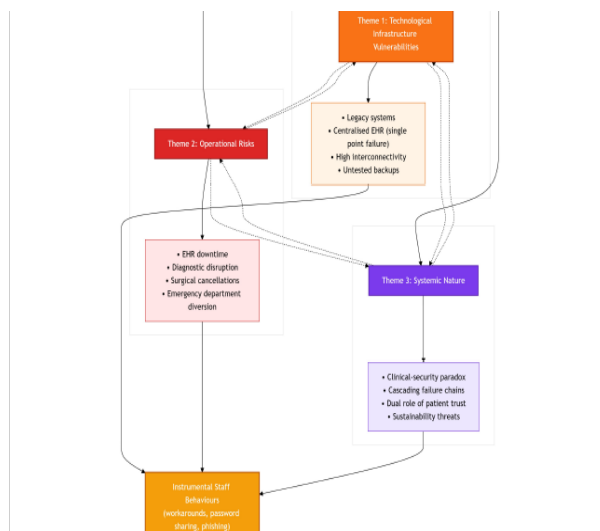 Theme 1: Technological
Infrastructure
Vulnerabilities
• Legacy systems
• Centralised EHR (single
point failure)
• High interconnectivity
• Untested backups
Theme 2: Operational Risks
• EHR downtime
• Diagnostic disruption
• Surgical cancellations
• Emergency department
diversion
Theme 3: Systemic Nature
• Clinical-security paradox
• Cascading failure chains
• Dual role of patient trust
• Sustainability threats
Instrumental Staff
Behaviours
(workarounds, password
sharing, phishing)